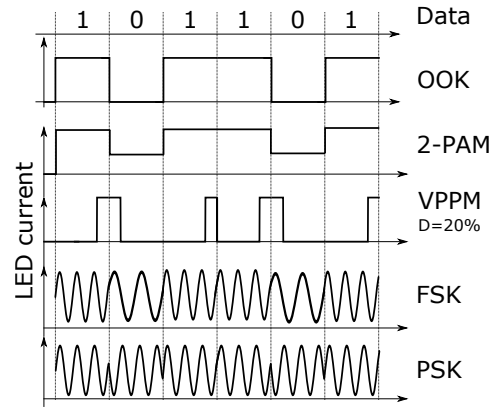 1 0 1 1 0 1 Data
OOK
2-PAM
VPPM
D=20%
FSK
PSK
LED current